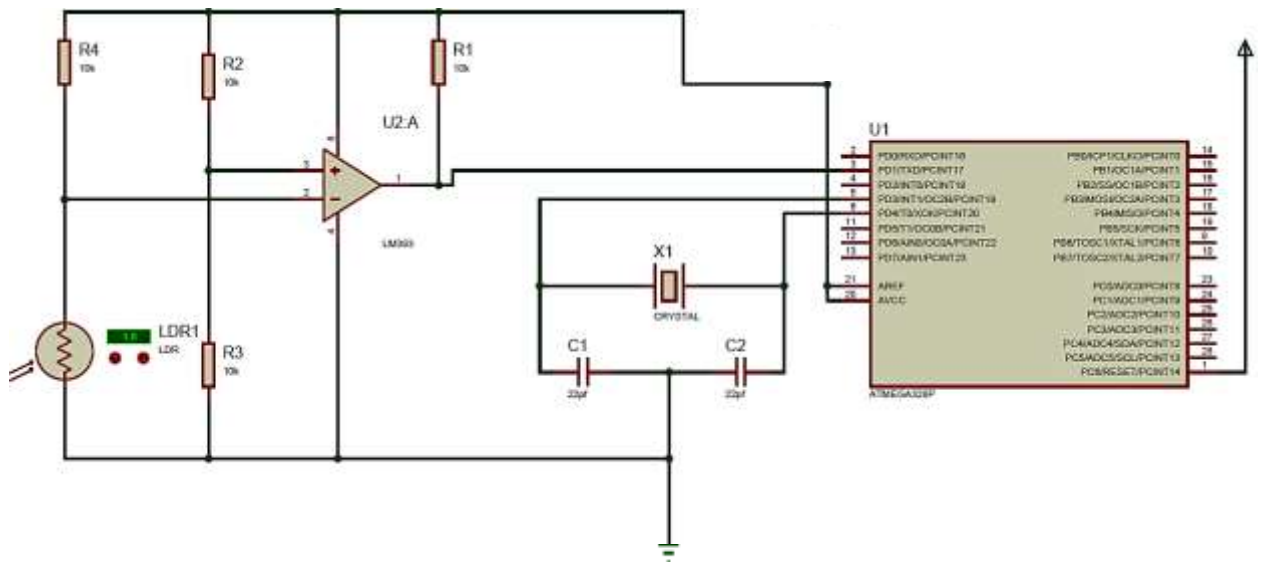 R4
10k
R2
10k
R1
10k
U2:A
8
3
2
1
4
LM393
LDR1
1.0
LDR
R3
10k
X1
CRYSTAL
C1
22pf
C2
22pf
U1
2
PD0/RXD/PCINT16
3
PD1/TXD/PCINT17
4
PD2/INT0/PCINT18
5
PD3/INT1/OC2B/PCINT19
6
PD4/T0/XCK/PCINT20
11
PD5/T1/OC0B/PCINT21
12
PD6/AIN0/OC0A/PCINT22
13
PD7/AIN1/PCINT23
21
AREF
20
AVCC
PB0/ICP1/CLKO/PCINT0
14
PB1/OC1A/PCINT1
15
PB2/SS/OC1B/PCINT2
16
PB3/MOSI/OC2A/PCINT3
17
PB4/MISO/PCINT4
18
PB5/SCK/PCINT5
19
PB6/TOSC1/XTAL1/PCINT6
9
PB7/TOSC2/XTAL2/PCINT7
10
PC0/ADC0/PCINT8
23
PC1/ADC1/PCINT9
24
PC2/ADC2/PCINT10
25
PC3/ADC3/PCINT11
26
PC4/ADC4/SDA/PCINT12
27
PC5/ADC5/SCL/PCINT13
28
PC6/RESET/PCINT14
1
ATMEGA328P